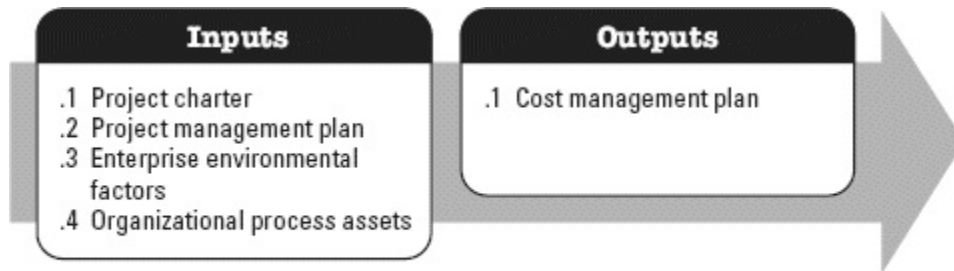 Inputs
.1 Project charter
.2 Project management plan
.3 Enterprise environmental
factors
.4 Organizational process assets
Outputs
.1 Cost management plan